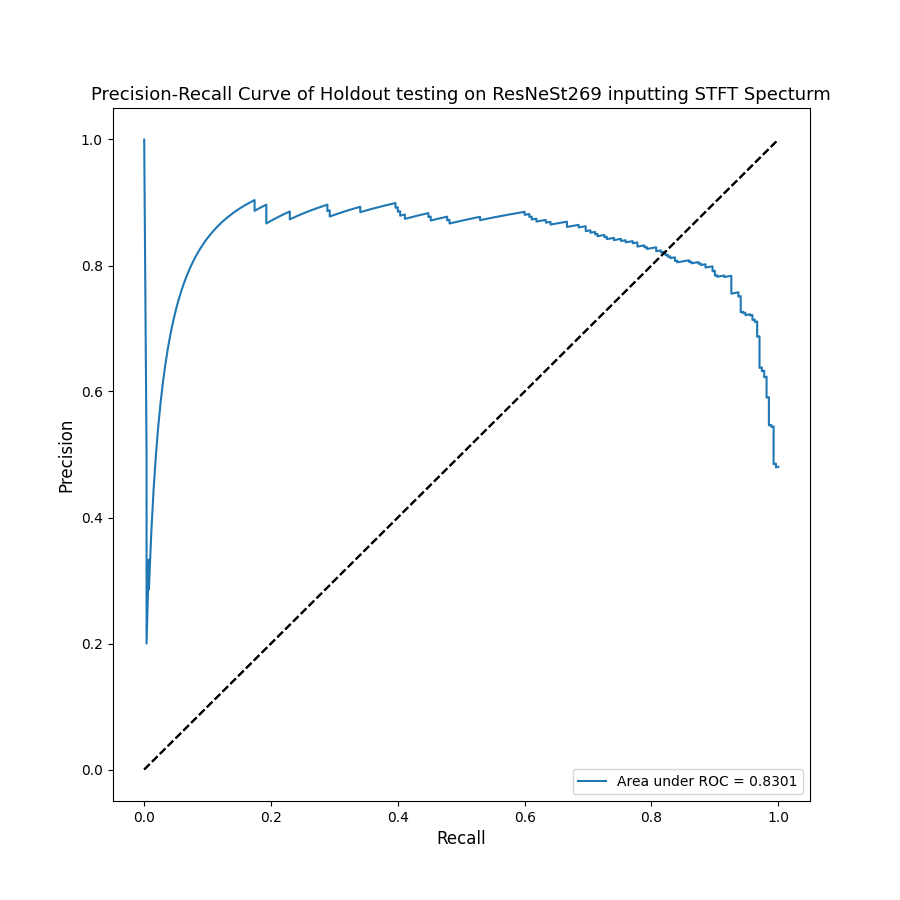 Precision-Recall Curve of Holdout testing on ResNeSt269 inputting STFT Specturm
1.0
0.8
0.6
0.4
0.2
0.0
Precision
0.0 0.2 0.4 0.6 0.8 1.0
Recall
Area under ROC = 0.8301